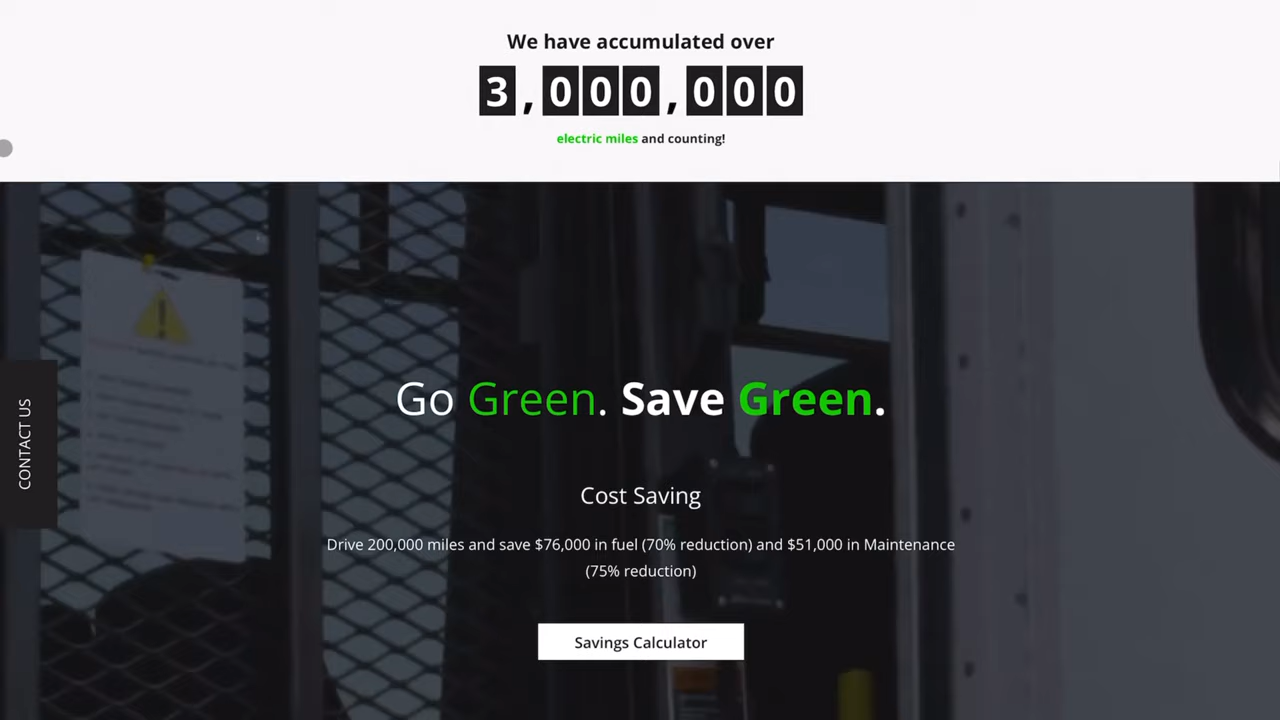 We have accumulated over
3,000,000
electric miles and counting!
CONTACT US
Go Green. Save Green.
Cost Saving
Drive 200,000 miles and save $76,000 in fuel (70% reduction) and $51,000 in Maintenance
(75% reduction)
Savings Calculator